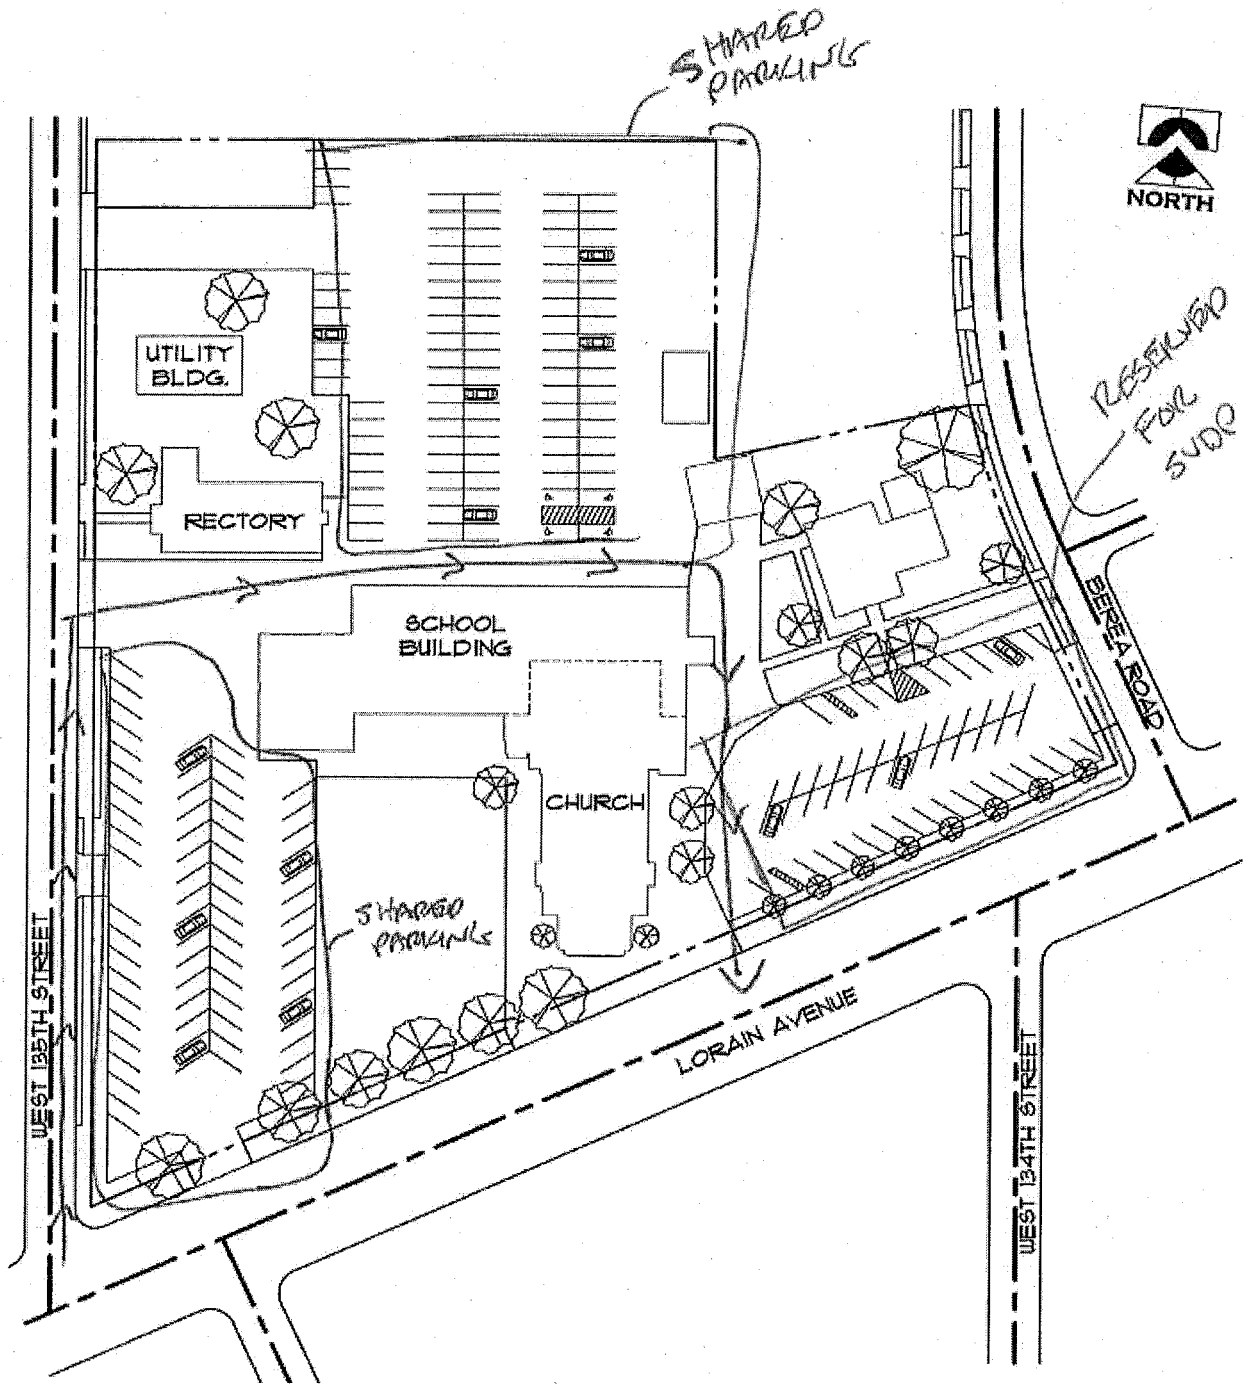 SHARED
PARKING
NORTH
RESERVED
FOR
SVDP
UTILITY
BLDG.
RECTORY
SCHOOL
BUILDING
BEREA ROAD
CHURCH
SHARED
PARKING
WEST 135TH STREET
LORAIN AVENUE
WEST 134TH STREET